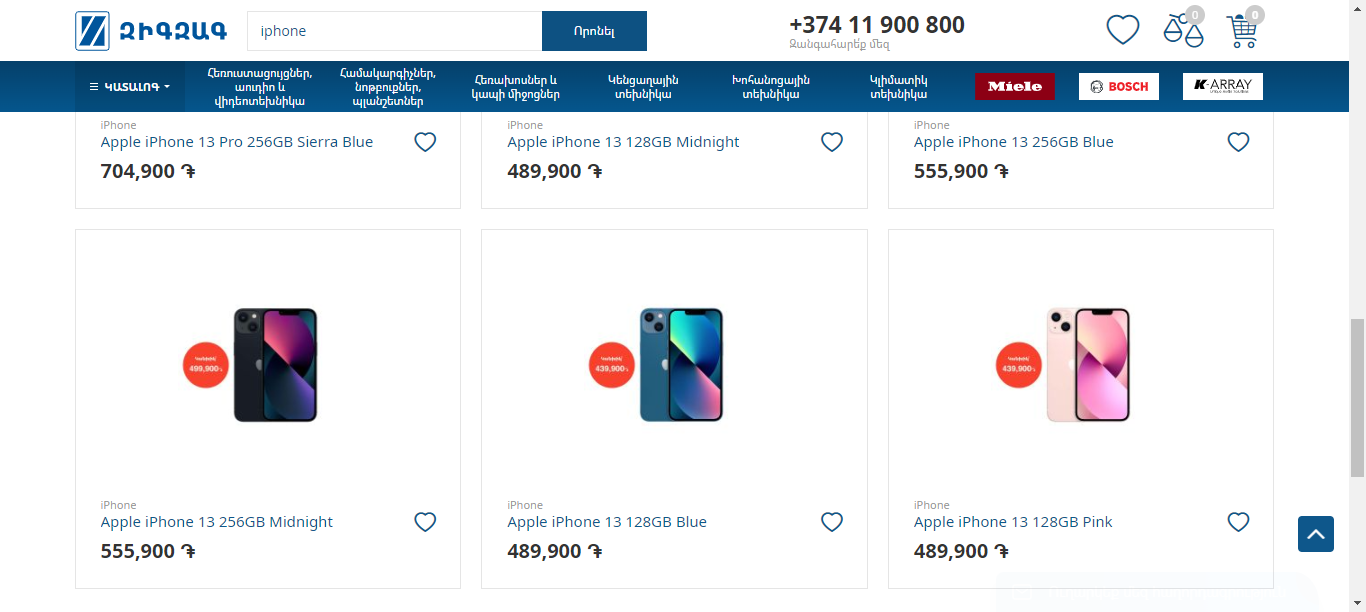 ԶԻԳԶԱԳ
iphone
Որոնել
+374 11 900 800
Զանգահարե՛ք մեզ
0
0
ԿԱՏԱԼՈԳ
Հեռուստացույցներ,
աուդիո և
վիդեոտեխնիկա
Համակարգիչներ,
նոթբուքներ,
պլանշետներ
Հեռախոսներ և
կապի միջոցներ
Կենցաղային
տեխնիկա
Խոհանոցային
տեխնիկա
Կլիմատիկ
տեխնիկա
Miele
BOSCH
K-ARRAY
iPhone
Apple iPhone 13 Pro 256GB Sierra Blue
704,900 ֏
iPhone
Apple iPhone 13 128GB Midnight
489,900 ֏
iPhone
Apple iPhone 13 256GB Blue
555,900 ֏
499,900֏
439,900֏
439,900֏
iPhone
Apple iPhone 13 256GB Midnight
555,900 ֏
iPhone
Apple iPhone 13 128GB Blue
489,900 ֏
iPhone
Apple iPhone 13 128GB Pink
489,900 ֏